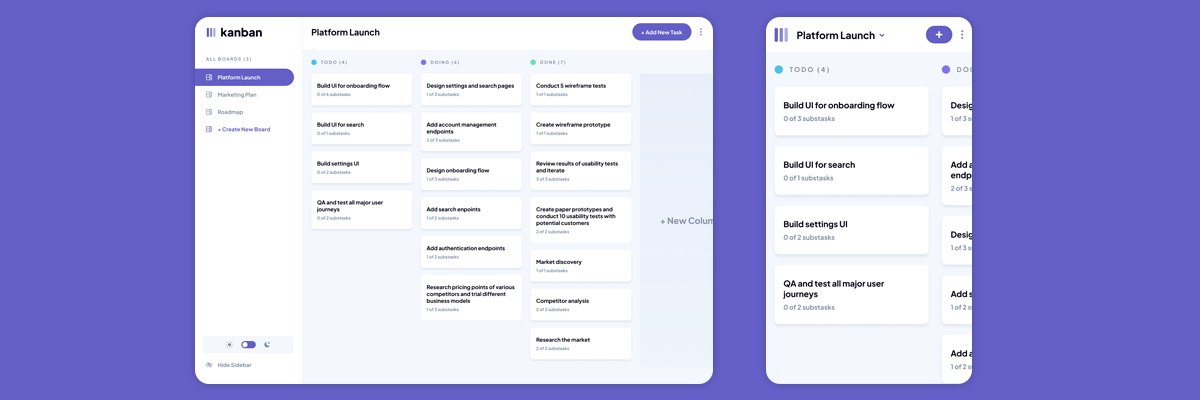 kanban
ALL BOARDS (3)
Platform Launch
Marketing Plan
Roadmap
+ Create New Board
Hide Sidebar
Platform Launch
+ Add New Task
TODO (4)
Build UI for onboarding flow
0 of 6 substasks
Build UI for search
0 of 1 substasks
Build settings UI
0 of 2 substasks
QA and test all major user
journeys
0 of 2 substasks
DOING (6)
Design settings and search pages
1 of 3 substasks
Add account management
endpoints
2 of 3 substasks
Design onboarding flow
1 of 3 substasks
Add search enpoints
1 of 2 substasks
Add authentication endpoints
1 of 2 substasks
Research pricing points of various
competitors and trial different
business models
1 of 3 substasks
DONE (7)
Conduct 5 wireframe tests
1 of 1 substasks
Create wireframe prototype
1 of 1 substasks
Review results of usability tests
and iterate
3 of 3 substasks
Create paper prototypes and
conduct 10 usability tests with
potential customers
2 of 2 substasks
Market discovery
1 of 1 substasks
Competitor analysis
2 of 2 substasks
Research the market
2 of 2 substasks
+ New Colum
Platform Launch
+
TODO (4)
Build UI for onboarding flow
0 of 3 substasks
Build UI for search
0 of 1 substasks
Build settings UI
0 of 2 substasks
QA and test all major user
journeys
0 of 2 substasks
DOI
Desig
1 of 3 s
Add a
endp
2 of 3 s
Desig
1 of 3 s
Add s
1 of 2 s
Add a
1 of 2 s